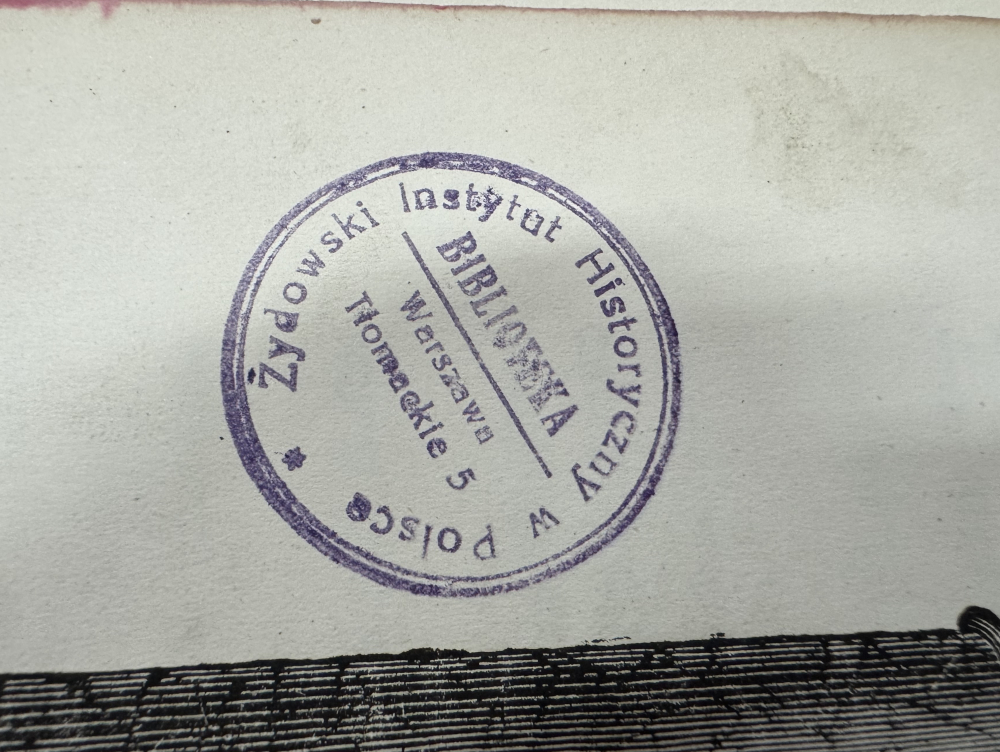 Żydowski Instytut Historyczny w Polsce *
BIBLIOTEKA
Warszawa
Tłomackie 5